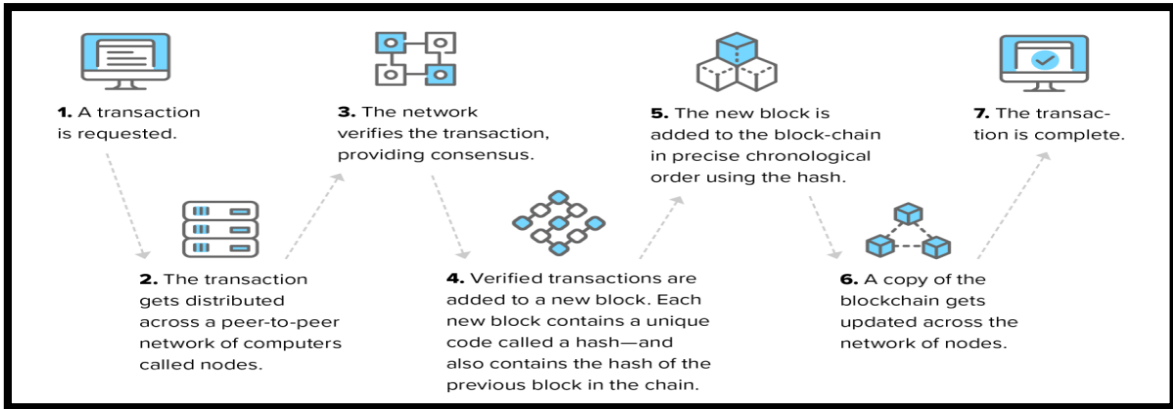 1. A transaction
is requested.
2. The transaction
gets distributed
across a peer-to-peer
network of computers
called nodes.
3. The network
verifies the transaction,
providing consensus.
4. Verified transactions are
added to a new block. Each
new block contains a unique
code called a hash—and
also contains the hash of the
previous block in the chain.
5. The new block is
added to the block-chain
in precise chronological
order using the hash.
6. A copy of the
blockchain gets
updated across the
network of nodes.
7. The transac-
tion is complete.